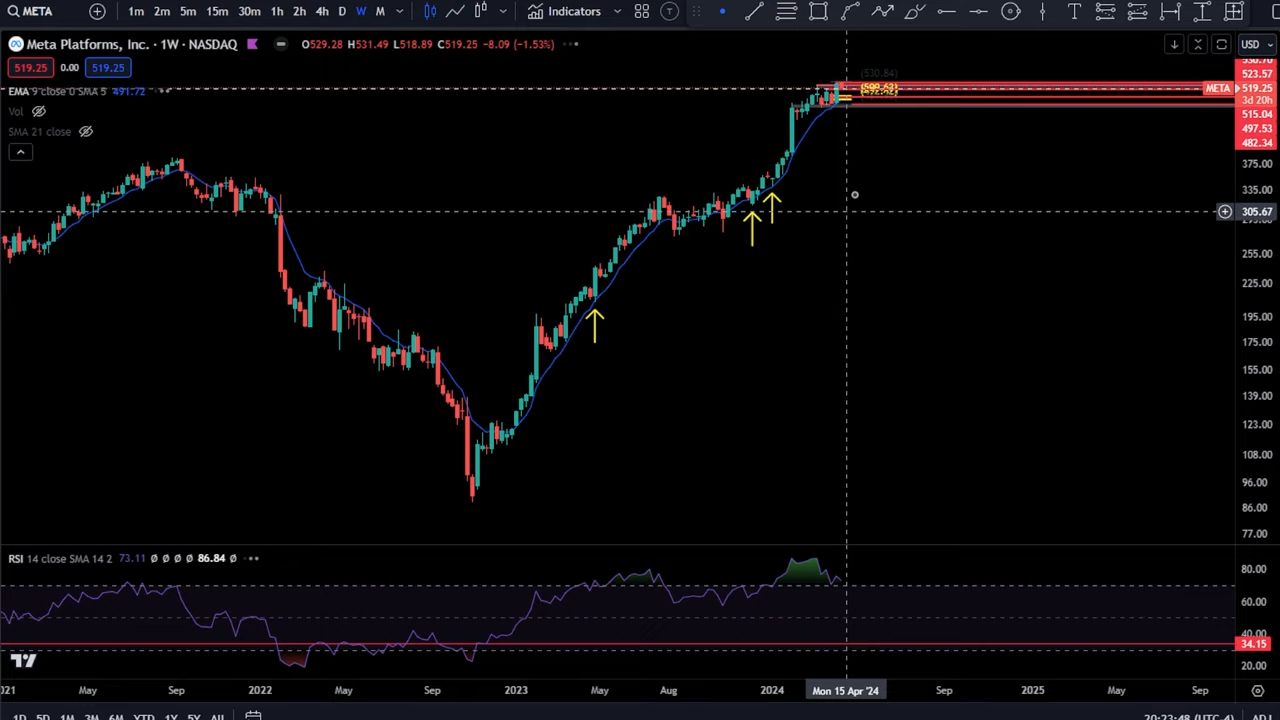 META 1m 2m 5m 15m 30m 1h 2h 4h D W M Indicators T
Meta Platforms, Inc. · 1W · NASDAQ O529.28 H531.49 L518.89 C519.25 -8.09 (-1.53%) USD
519.25 0.00 519.25
EMA 9 close 0 SMA 5 491.72
Vol
SMA 21 close
(530.84)
530.70
523.57
META 519.25
3d 20h
515.04
497.53
482.34
375.00
335.00
305.67
255.00
225.00
195.00
175.00
155.00
139.00
123.00
108.00
96.00
86.00
77.00
RSI 14 close SMA 14 2 73.11 Ø Ø Ø Ø 86.84 Ø
80.00
60.00
40.00
34.15
20.00
May Sep 2022 May Sep 2023 May Aug 2024 Mon 15 Apr '24 Sep 2025 May Sep
1D 5D 1M 3M 6M YTD 1Y 5Y All 20:23:48 (UTC-4) ADJ